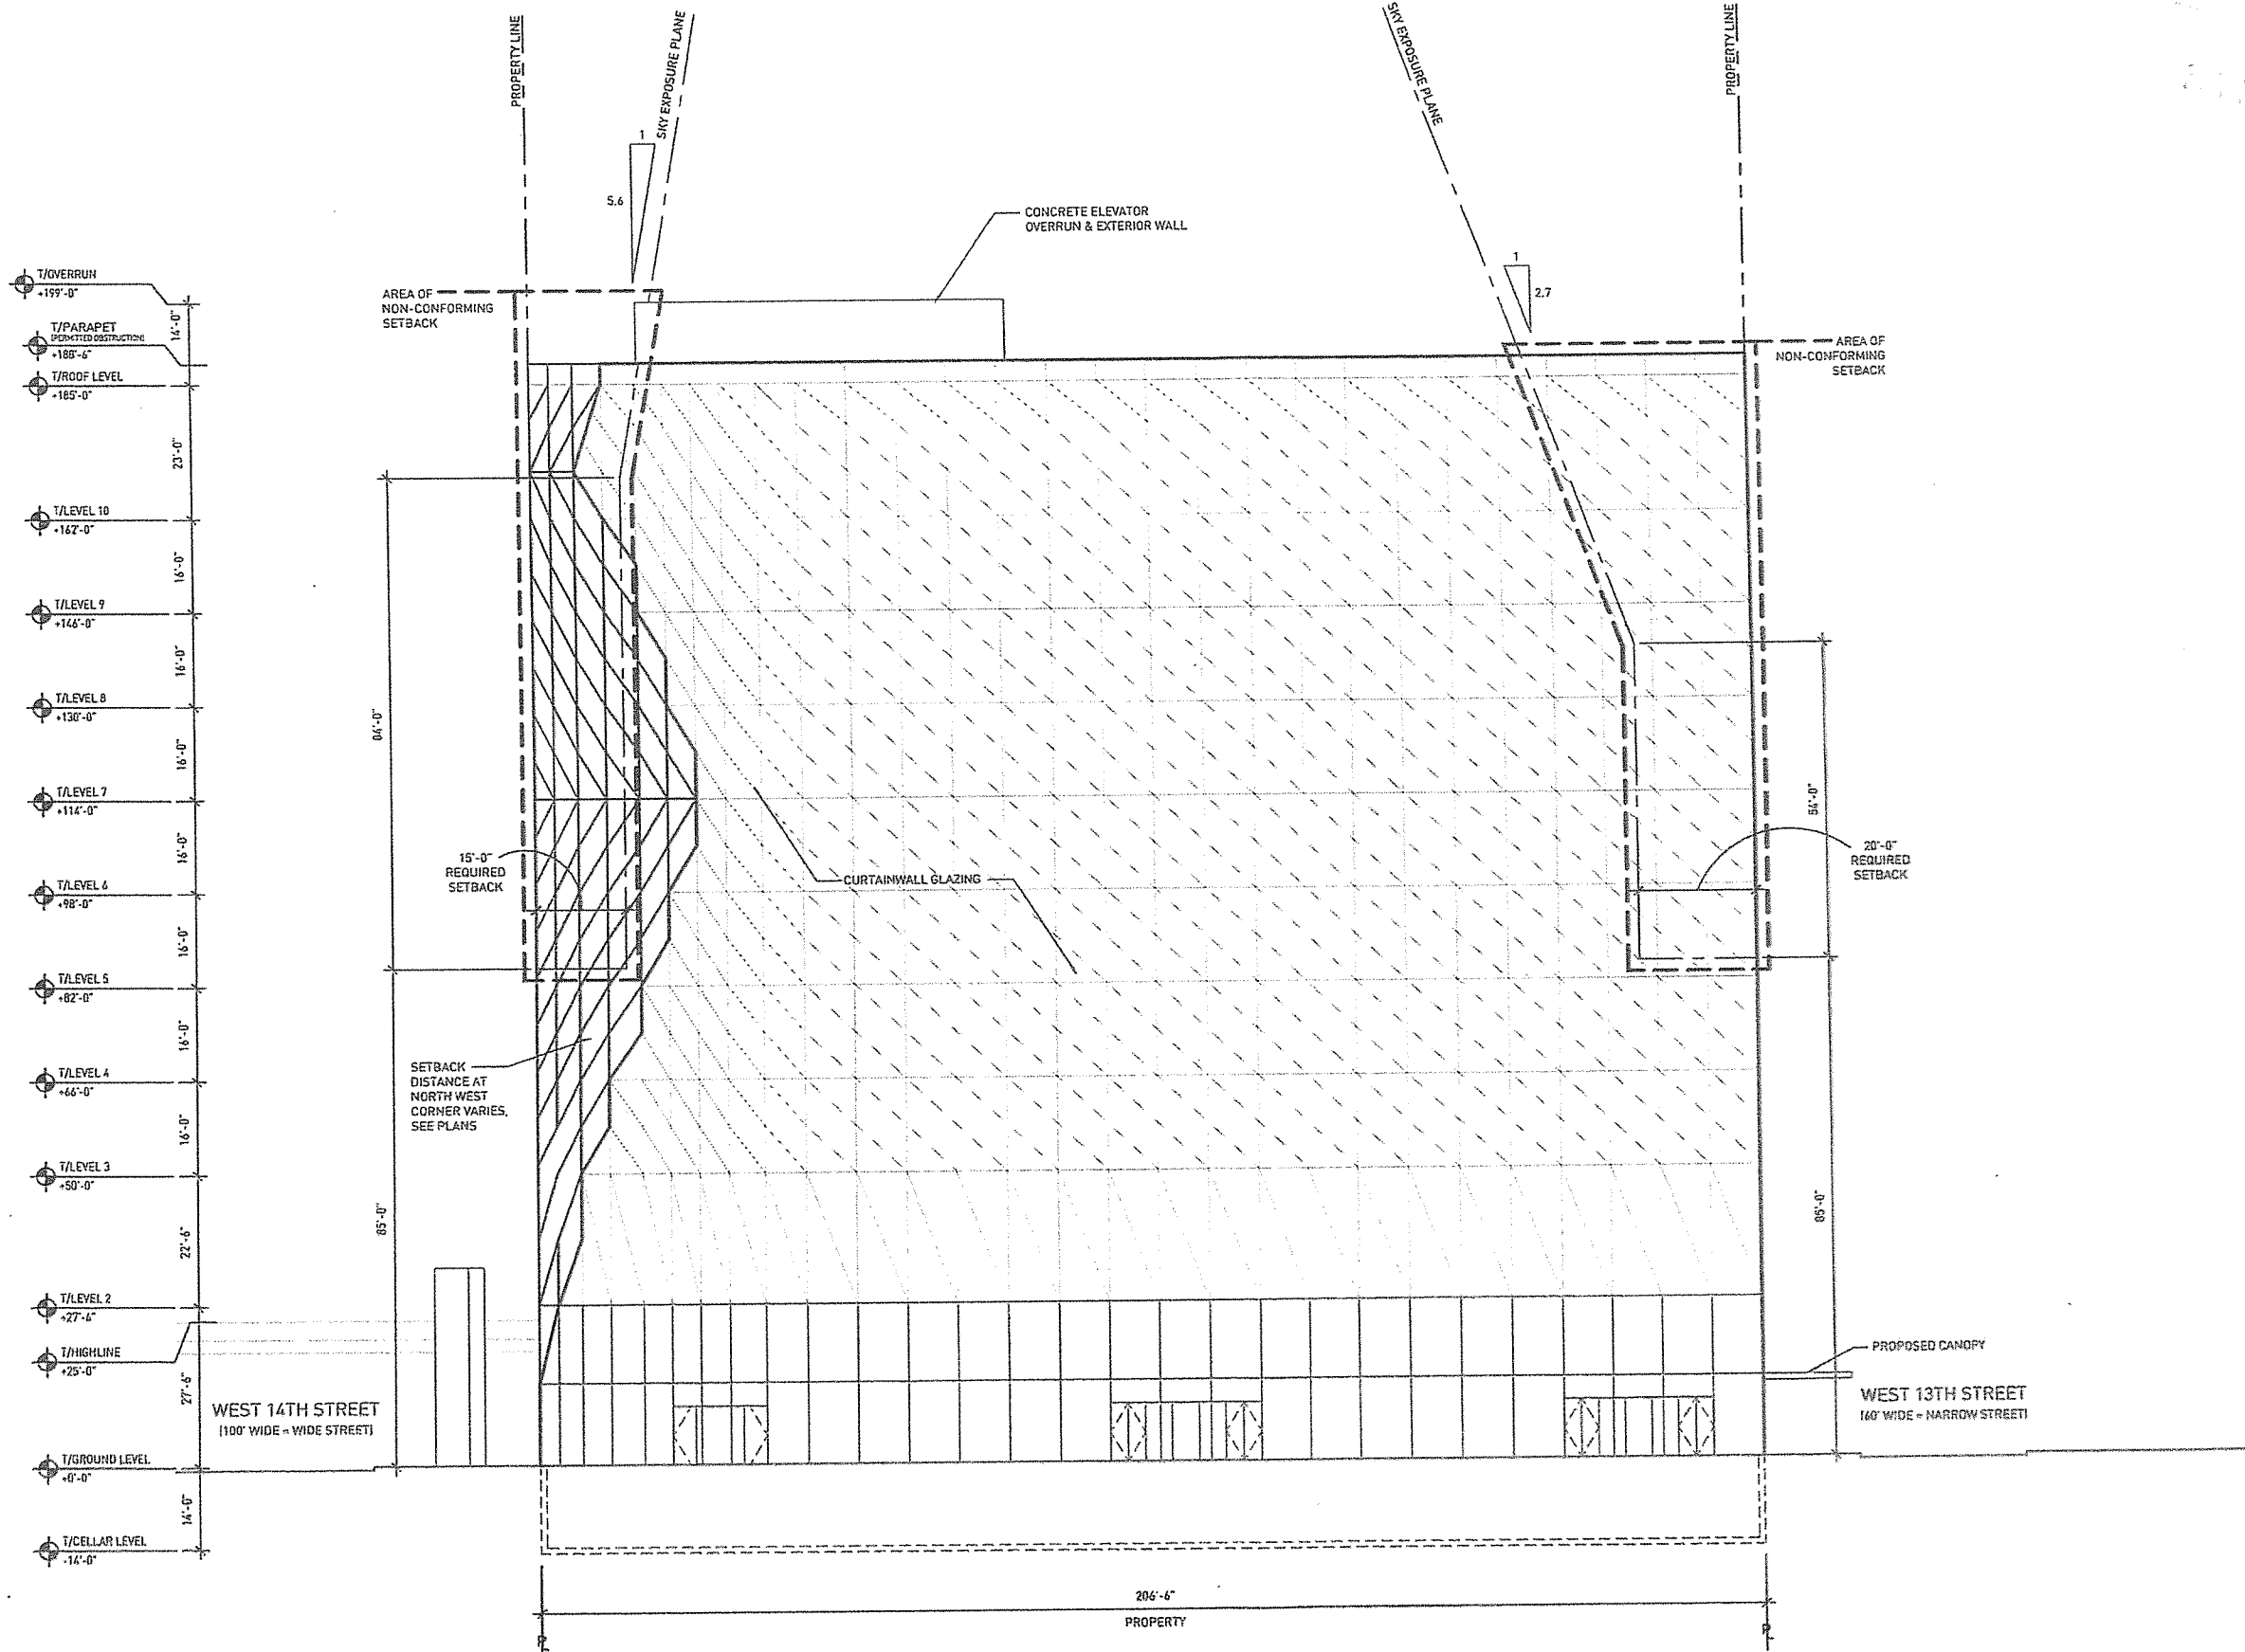 PROPERTY LINE
SKY EXPOSURE PLANE
SKY EXPOSURE PLANE
PROPERTY LINE
1
5.6
CONCRETE ELEVATOR
OVERRUN & EXTERIOR WALL
1
2.7
T/OVERRUN
+199'-0"
14'-0"
AREA OF
NON-CONFORMING
SETBACK
T/PARAPET
(PERMITTED OBSTRUCTION)
+188'-6"
AREA OF
NON-CONFORMING
SETBACK
T/ROOF LEVEL
+185'-0"
23'-0"
T/LEVEL 10
+162'-0"
16'-0"
T/LEVEL 9
+146'-0"
16'-0"
T/LEVEL 8
+130'-0"
84'-0"
16'-0"
T/LEVEL 7
+114'-0"
54'-0"
16'-0"
15'-0"
REQUIRED
SETBACK
CURTAINWALL GLAZING
20'-0"
REQUIRED
SETBACK
T/LEVEL 6
+98'-0"
16'-0"
T/LEVEL 5
+82'-0"
16'-0"
SETBACK
DISTANCE AT
NORTH WEST
CORNER VARIES,
SEE PLANS
T/LEVEL 4
+66'-0"
16'-0"
T/LEVEL 3
+50'-0"
85'-0"
85'-0"
22'-6"
T/LEVEL 2
+27'-6"
T/HIGHLINE
+25'-0"
PROPOSED CANOPY
27'-6"
WEST 14TH STREET
(100' WIDE = WIDE STREET)
WEST 13TH STREET
(60' WIDE = NARROW STREET)
T/GROUND LEVEL
+0'-0"
14'-0"
T/CELLAR LEVEL
-14'-0"
206'-6"
PROPERTY